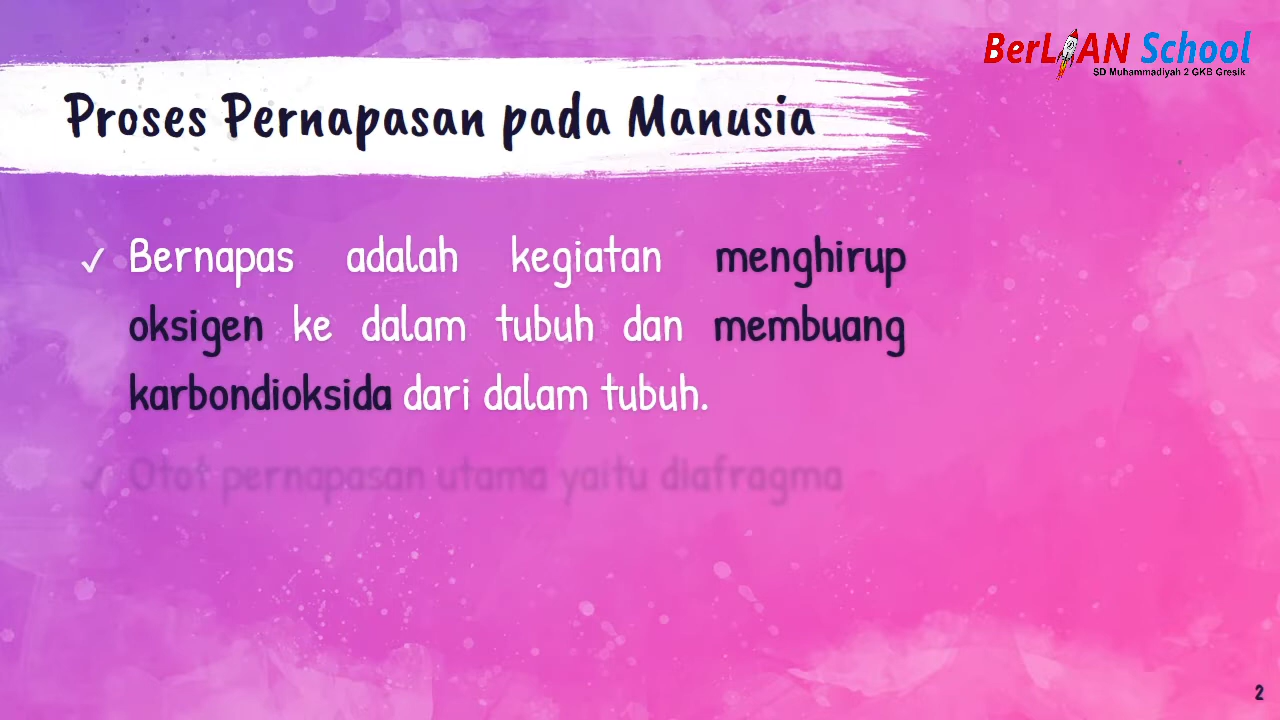 BerLIAN School
SD Muhammadiyah 2 GKB Gresik
Proses Pernapasan pada Manusia
✓ Bernapas adalah kegiatan menghirup
oksigen ke dalam tubuh dan membuang
karbondioksida dari dalam tubuh.
✓ Otot pernapasan utama yaitu diafragma
2